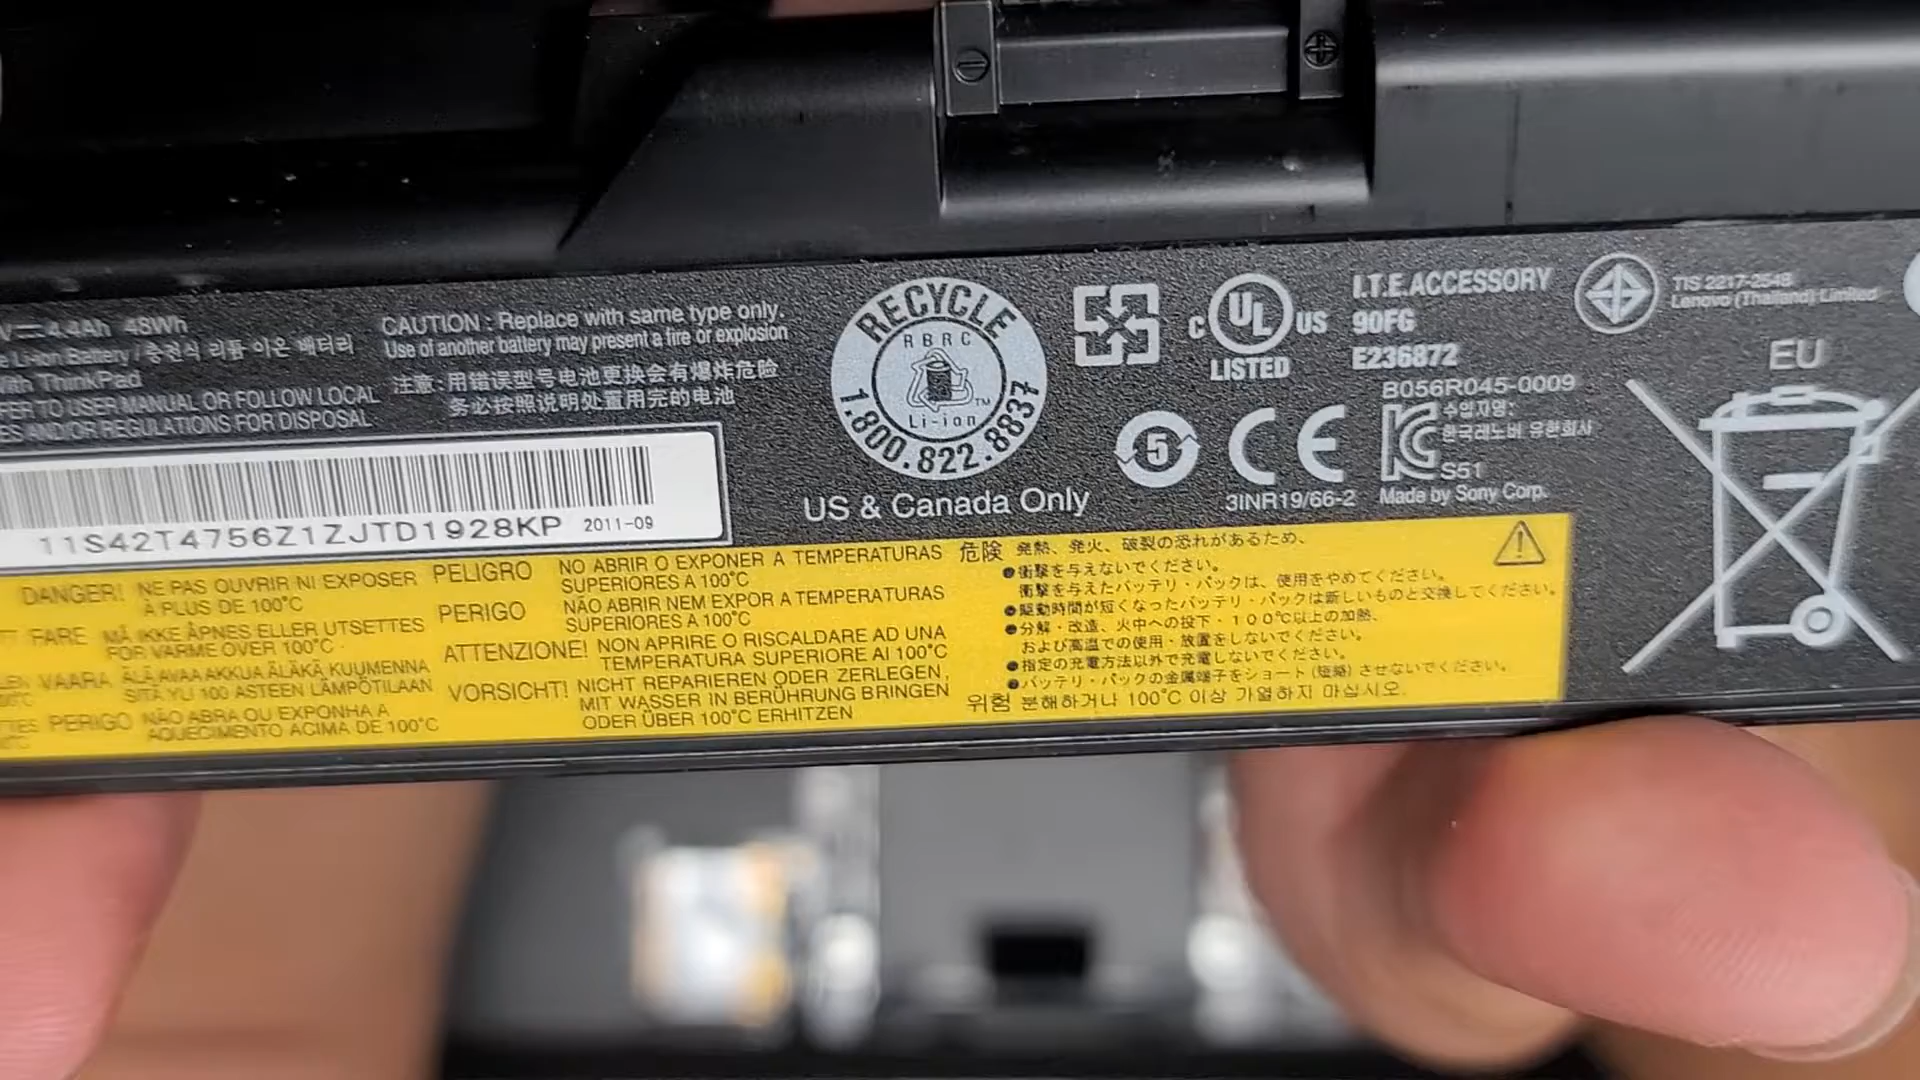 V⎓4.4Ah 48Wh
e Li-ion Battery / 충전식 리튬 이온 배터리
With ThinkPad
FER TO USER MANUAL OR FOLLOW LOCAL
ES AND/OR REGULATIONS FOR DISPOSAL
CAUTION : Replace with same type only.
Use of another battery may present a fire or explosion
注意:用错误型号电池更换会有爆炸危险
务必按照说明处置用完的电池
11S42T4756Z1ZJTD1928KP 2011-09
RECYCLE
RBRC
Li-ion
TM
1.800.822.8837
US & Canada Only
C UL US
LISTED
I.T.E. ACCESSORY
90FG
E236872
TIS 2217-2548
Lenovo (Thailand) Limited
B056R045-0009
수입자명:
한국레노버 유한회사
S51
Made by Sony Corp.
5
CE
KC
3INR19/66-2
EU
DANGER! NE PAS OUVRIR NI EXPOSER
À PLUS DE 100°C
FARE MÅ IKKE ÅPNES ELLER UTSETTES
FOR VARME OVER 100°C
VAARA ÄLÄ AVAA AKKUA ÄLÄKÄ KUUMENNA
SITÄ YLI 100 ASTEEN LÄMPÖTILAAN
PERIGO NÃO ABRA OU EXPONHA A
AQUECIMENTO ACIMA DE 100°C
PELIGRO NO ABRIR O EXPONER A TEMPERATURAS
SUPERIORES A 100°C
PERIGO NÃO ABRIR NEM EXPOR A TEMPERATURAS
SUPERIORES A 100°C
ATTENZIONE! NON APRIRE O RISCALDARE AD UNA
TEMPERATURA SUPERIORE AI 100°C
VORSICHT! NICHT REPARIEREN ODER ZERLEGEN,
MIT WASSER IN BERÜHRUNG BRINGEN
ODER ÜBER 100°C ERHITZEN
危険 発熱、発火、破裂の恐れがあるため、
●衝撃を与えないでください。
衝撃を与えたバッテリ・パックは、使用をやめてください。
●駆動時間が短くなったバッテリ・パックは新しいものと交換してください。
●分解・改造、火中への投下・100℃以上の加熱、
および高温での使用・放置をしないでください。
●指定の充電方法以外で充電しないでください。
●バッテリ・パックの金属端子をショート(短絡)させないでください。
위험 분해하거나 100°C 이상 가열하지 마십시오.